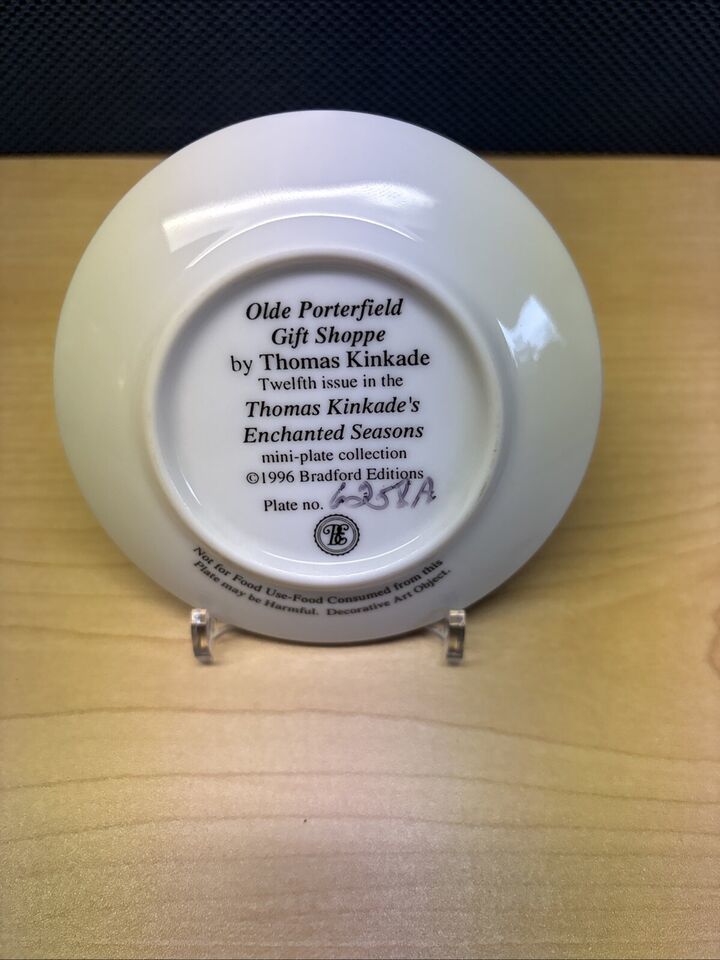 Olde Porterfield
Gift Shoppe
by Thomas Kinkade
Twelfth issue in the
Thomas Kinkade's
Enchanted Seasons
mini-plate collection
©1996 Bradford Editions
Plate no. 6258A
BE
Not for Food Use-Food Consumed from this
Plate may be Harmful. Decorative Art Object.